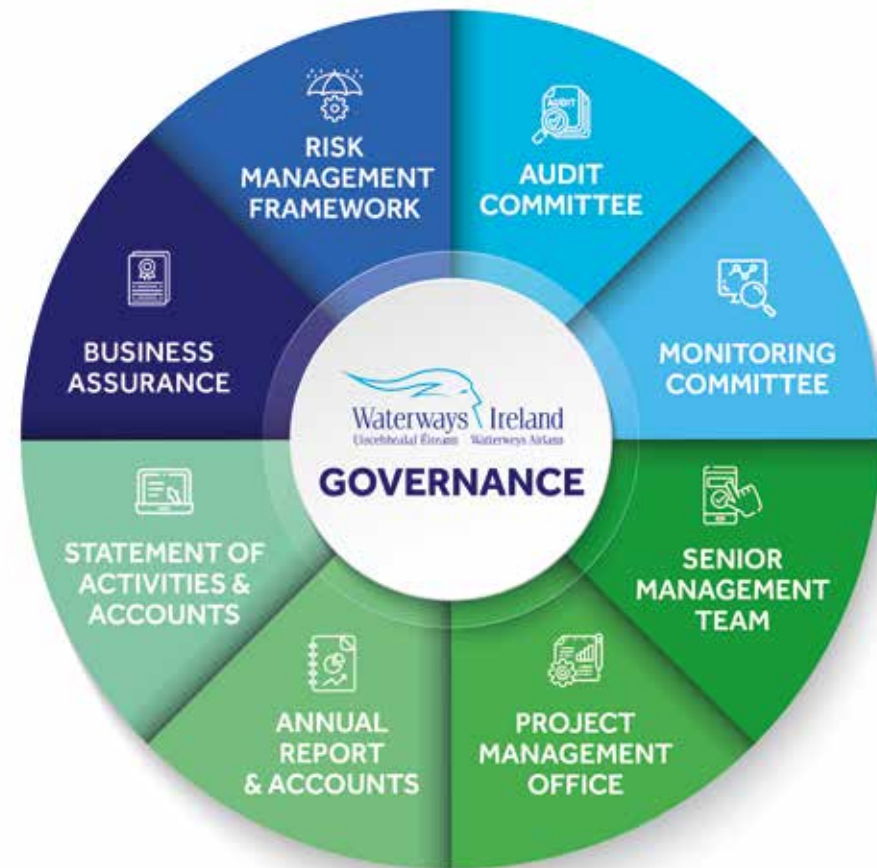 RISK
MANAGEMENT
FRAMEWORK
AUDIT
AUDIT
COMMITTEE
MONITORING
COMMITTEE
SENIOR
MANAGEMENT
TEAM
PROJECT
MANAGEMENT
OFFICE
ANNUAL
REPORT
& ACCOUNTS
STATEMENT OF
ACTIVITIES &
ACCOUNTS
BUSINESS
ASSURANCE
Waterways Ireland
GOVERNANCE